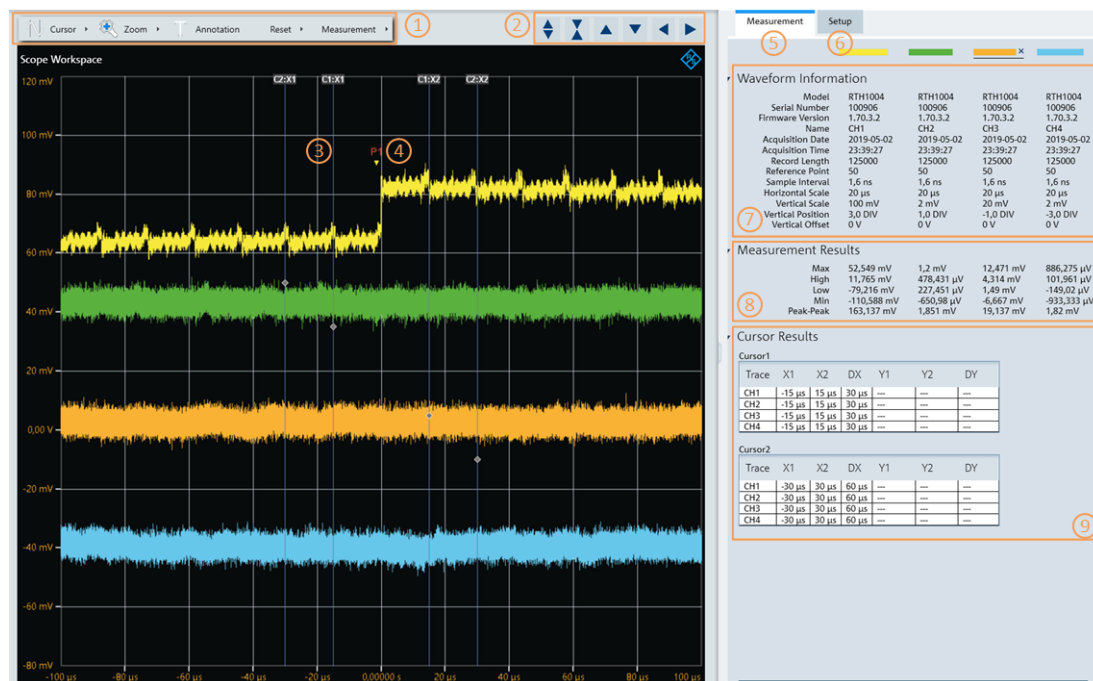 Cursor Zoom Annotation Reset Measurement 1 2
Measurement Setup
5 6
Scope Workspace
120 mV
C2:X1 C1:X1 C1:X2 C2:X2
100 mV
3 P1 4
80 mV
60 mV
40 mV
20 mV
0,00 V
-20 mV
-40 mV
-60 mV
-80 mV
-100 µs -80 µs -60 µs -40 µs -20 µs 0,00000 s 20 µs 40 µs 60 µs 80 µs 100 µs
Waveform Information
Model RTH1004 RTH1004 RTH1004 RTH1004
Serial Number 100906 100906 100906 100906
Firmware Version 1.70.3.2 1.70.3.2 1.70.3.2 1.70.3.2
Name CH1 CH2 CH3 CH4
Acquisition Date 2019-05-02 2019-05-02 2019-05-02 2019-05-02
Acquisition Time 23:39:27 23:39:27 23:39:27 23:39:27
Record Length 125000 125000 125000 125000
Reference Point 50 50 50 50
Sample Interval 1,6 ns 1,6 ns 1,6 ns 1,6 ns
Horizontal Scale 20 µs 20 µs 20 µs 20 µs
Vertical Scale 100 mV 2 mV 20 mV 2 mV
7 Vertical Position 3,0 DIV 1,0 DIV -1,0 DIV -3,0 DIV
Vertical Offset 0 V 0 V 0 V 0 V
Measurement Results
Max 52,549 mV 1,2 mV 12,471 mV 886,275 µV
High 11,765 mV 478,431 µV 4,314 mV 101,961 µV
Low -79,216 mV 227,451 µV 1,49 mV -149,02 µV
8 Min -110,588 mV -650,98 µV -6,667 mV -933,333 µV
Peak-Peak 163,137 mV 1,851 mV 19,137 mV 1,82 mV
Cursor Results
Cursor1
Trace X1 X2 DX Y1 Y2 DY
CH1 -15 µs 15 µs 30 µs --- --- ---
CH2 -15 µs 15 µs 30 µs --- --- ---
CH3 -15 µs 15 µs 30 µs --- --- ---
CH4 -15 µs 15 µs 30 µs --- --- ---
Cursor2
Trace X1 X2 DX Y1 Y2 DY
CH1 -30 µs 30 µs 60 µs --- --- ---
CH2 -30 µs 30 µs 60 µs --- --- ---
CH3 -30 µs 30 µs 60 µs --- --- ---
CH4 -30 µs 30 µs 60 µs --- --- ---
9